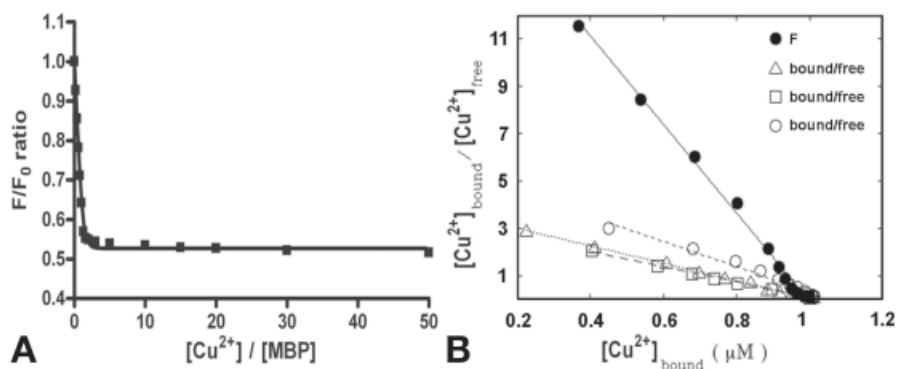 1.1
1.0
0.9
0.8
0.7
0.6
0.5
0.4
F/F₀ ratio
0 10 20 30 40 50
[Cu²⁺] / [MBP]
A
11
9
7
5
3
1
[Cu²⁺]bound/ [Cu²⁺]free
F
bound/free
bound/free
bound/free
0.2 0.4 0.6 0.8 1.0 1.2
[Cu²⁺]bound ( μM )
B